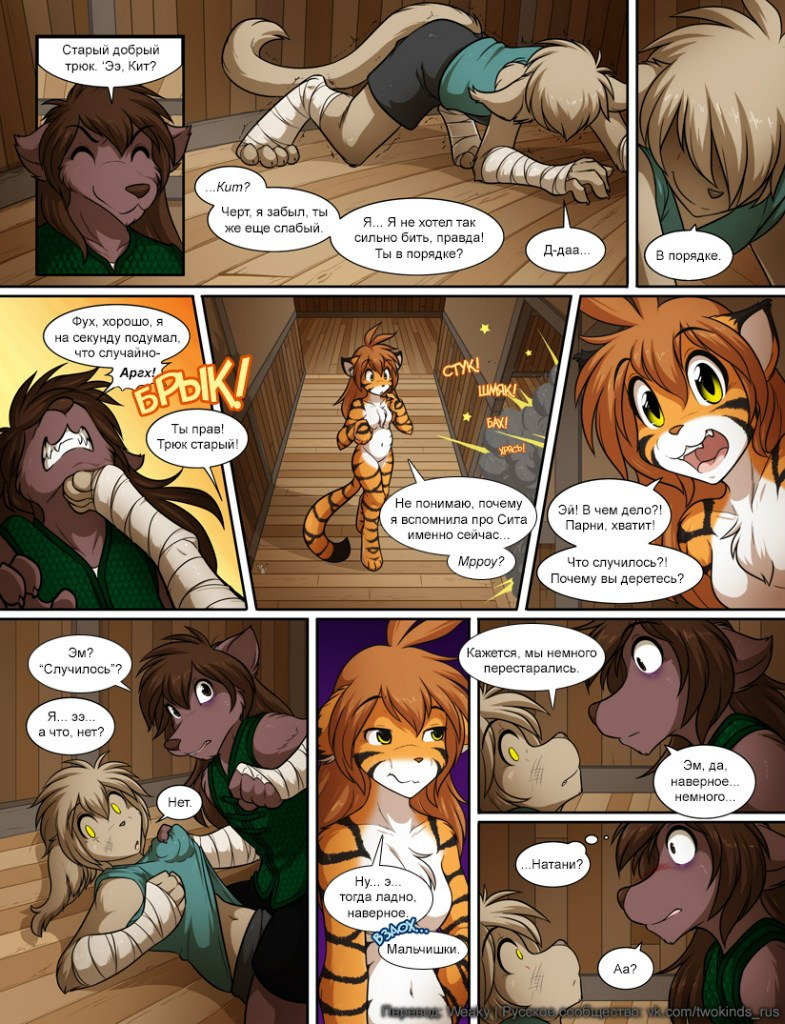 Старый добрый
трюк. ‘Ээ, Кит?
...Кит?
Черт, я забыл, ты
же еще слабый.
Я... Я не хотел так
сильно бить, правда!
Ты в порядке?
Д-даа...
В порядке.
Фух, хорошо, я
на секунду подумал,
что случайно-
Аргх!
БРЫК!
Ты прав!
Трюк старый!
СТУК!
ШМЯК!
БАХ!
ХРЯСЬ!
Не понимаю, почему
я вспомнила про Сита
именно сейчас...
Мрроу?
Эй! В чем дело?!
Парни, хватит!
Что случилось?!
Почему вы деретесь?
Эм?
“Случилось”?
Я... ээ...
а что, нет?
Нет.
Ну... э...
тогда ладно,
наверное.
ВЗДОХ...
Мальчишки.
Кажется, мы немного
перестарались.
Эм, да,
наверное...
немного...
...Натани?
Аа?
Перевод: Weaky | Русское сообщество: vk.com/twokinds_rus